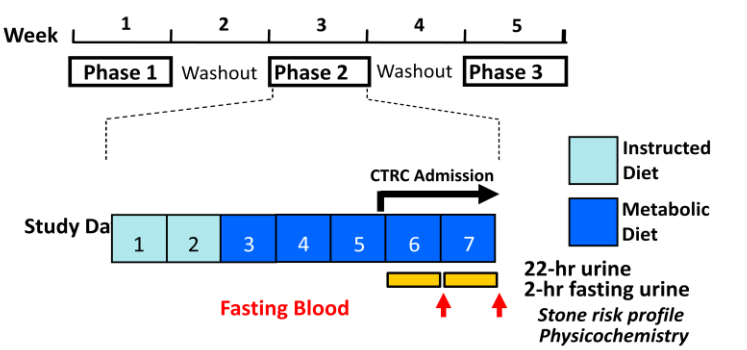 Week 1 2 3 4 5
Phase 1 Washout Phase 2 Washout Phase 3
CTRC Admission
Instructed
Diet
Study Da 1 2 3 4 5 6 7
Metabolic
Diet
22-hr urine
2-hr fasting urine
Fasting Blood
Stone risk profile
Physicochemistry